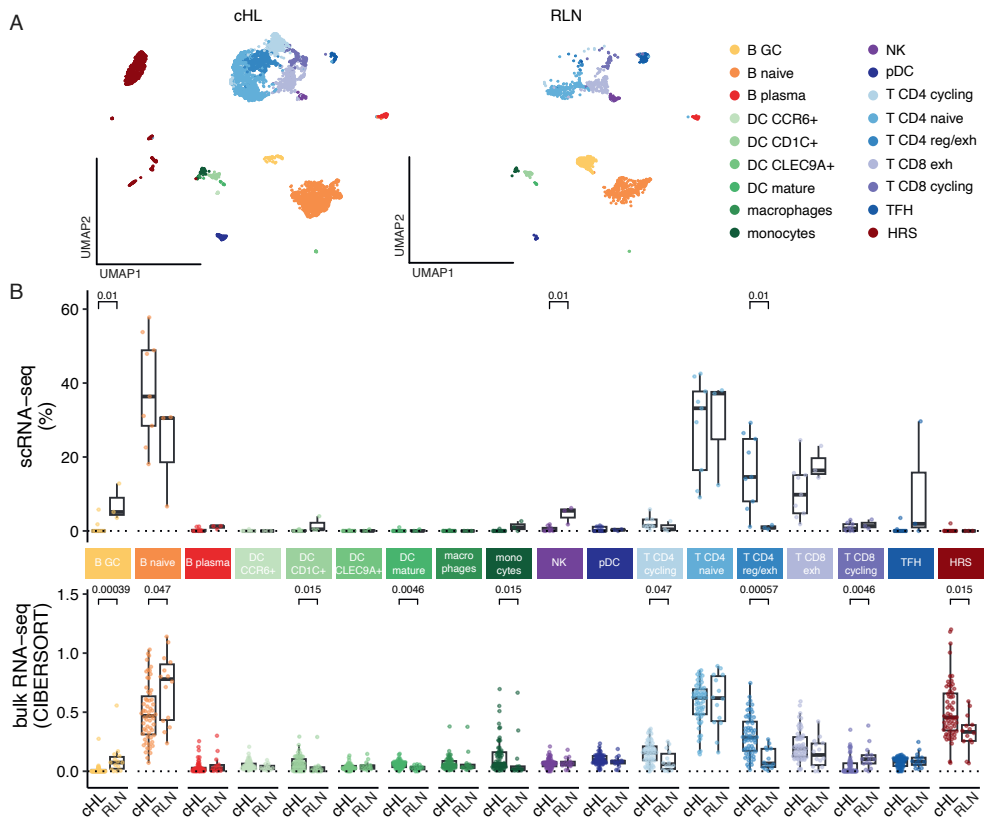 A
cHL
RLN
UMAP2
UMAP1
UMAP2
UMAP1
B GC
B naive
B plasma
DC CCR6+
DC CD1C+
DC CLEC9A+
DC mature
macrophages
monocytes
NK
pDC
T CD4 cycling
T CD4 naive
T CD4 reg/exh
T CD8 exh
T CD8 cycling
TFH
HRS
B
scRNA-seq
(%)
60
40
20
0
0.01
0.01
0.01
B GC
B naive
B plasma
DC
CCR6+
DC
CD1C+
DC
CLEC9A+
DC
mature
macro
phages
mono
cytes
NK
pDC
T CD4
cycling
T CD4
naive
T CD4
reg/exh
T CD8
exh
T CD8
cycling
TFH
HRS
bulk RNA-seq
(CIBERSORT)
1.5
1.0
0.5
0.0
0.00039
0.047
0.015
0.0046
0.015
0.047
0.00057
0.0046
0.015
cHL
RLN
cHL
RLN
cHL
RLN
cHL
RLN
cHL
RLN
cHL
RLN
cHL
RLN
cHL
RLN
cHL
RLN
cHL
RLN
cHL
RLN
cHL
RLN
cHL
RLN
cHL
RLN
cHL
RLN
cHL
RLN
cHL
RLN
cHL
RLN